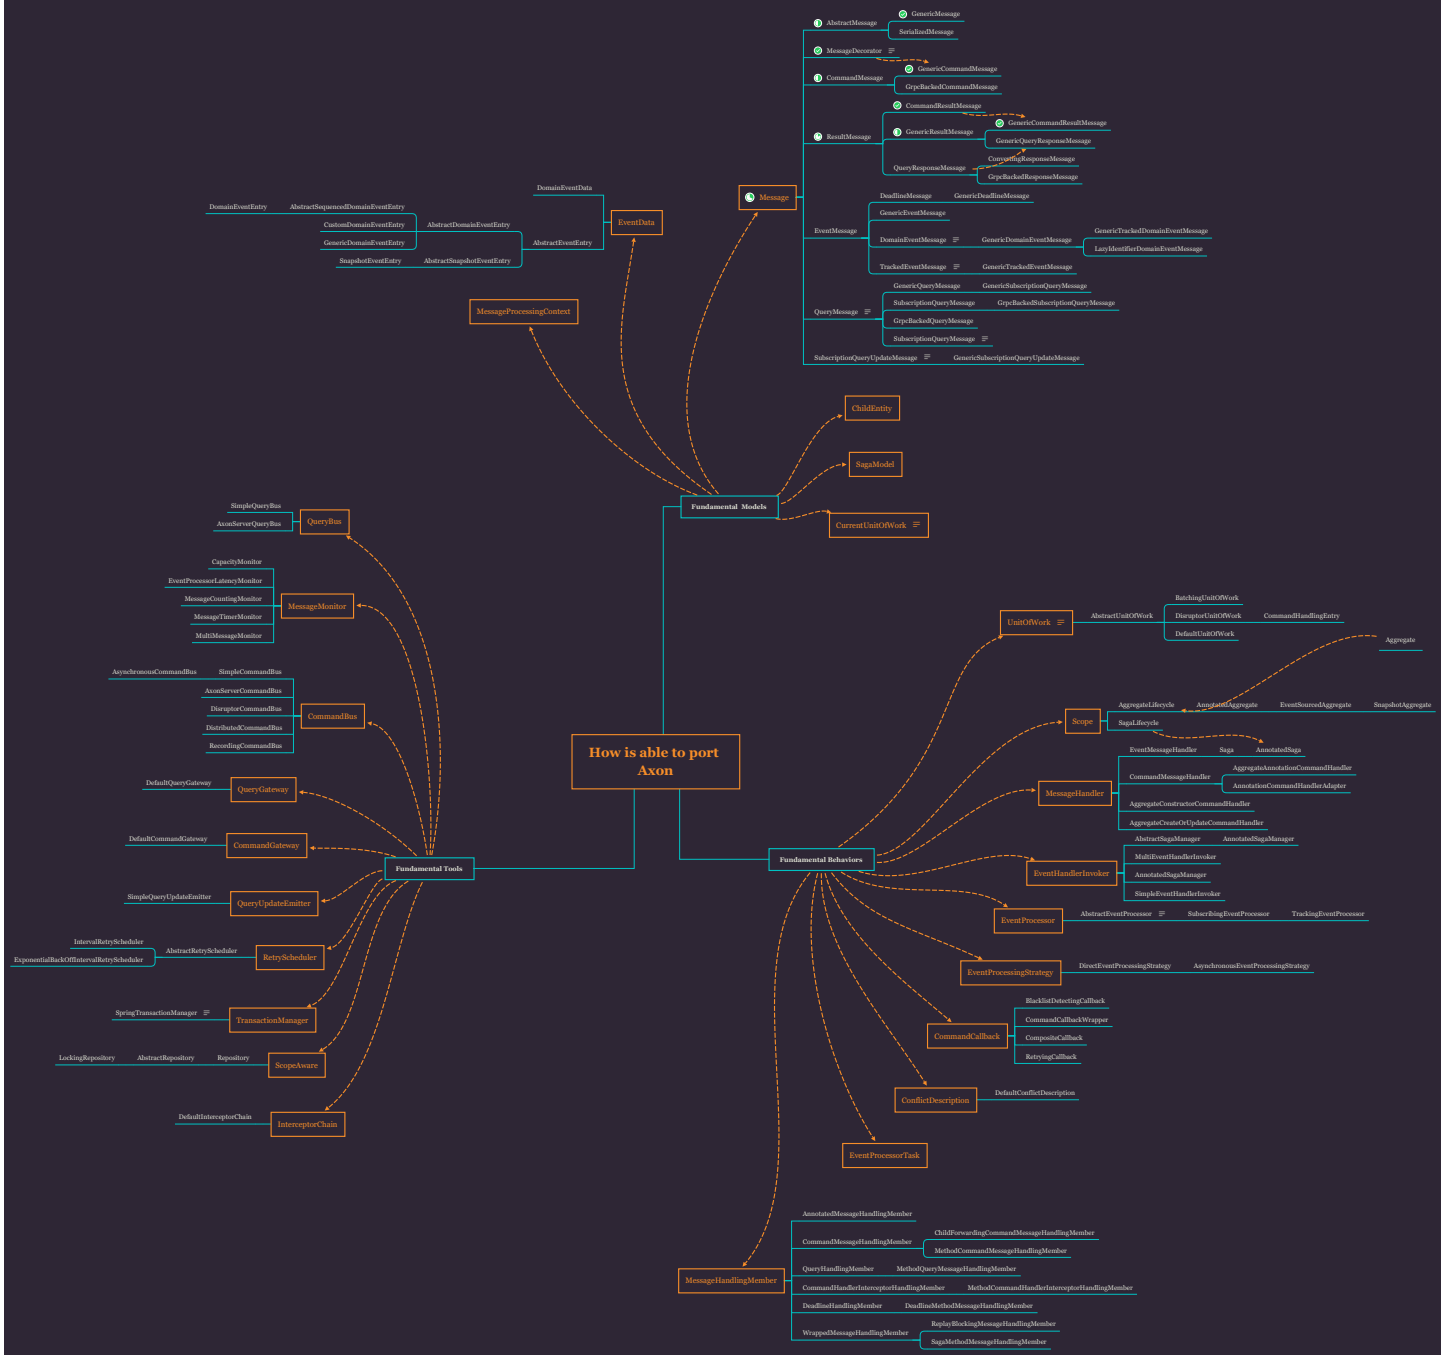 AbstractMessage
GenericMessage
SerializedMessage
MessageDecorator
CommandMessage
GenericCommandMessage
GrpcBackedCommandMessage
ResultMessage
CommandResultMessage
GenericResultMessage
GenericCommandResultMessage
GenericQueryResponseMessage
QueryResponseMessage
ConvertingResponseMessage
GrpcBackedResponseMessage
Message
EventMessage
DeadlineMessage GenericDeadlineMessage
GenericEventMessage
DomainEventMessage GenericDomainEventMessage
GenericTrackedDomainEventMessage
LazyIdentifierDomainEventMessage
TrackedEventMessage GenericTrackedEventMessage
QueryMessage
GenericQueryMessage GenericSubscriptionQueryMessage
SubscriptionQueryMessage GrpcBackedSubscriptionQueryMessage
GrpcBackedQueryMessage
SubscriptionQueryMessage
SubscriptionQueryUpdateMessage GenericSubscriptionQueryUpdateMessage
DomainEventData
EventData
DomainEventEntry AbstractSequencedDomainEventEntry
CustomDomainEventEntry AbstractDomainEventEntry
GenericDomainEventEntry
AbstractEventEntry
SnapshotEventEntry AbstractSnapshotEventEntry
MessageProcessingContext
ChildEntity
SagaModel
Fundamental Models
CurrentUnitOfWork
SimpleQueryBus
AxonServerQueryBus
QueryBus
CapacityMonitor
EventProcessorLatencyMonitor
MessageCountingMonitor
MessageTimerMonitor
MultiMessageMonitor
MessageMonitor
AsynchronousCommandBus SimpleCommandBus
AxonServerCommandBus
DisruptorCommandBus
DistributedCommandBus
RecordingCommandBus
CommandBus
DefaultQueryGateway
QueryGateway
DefaultCommandGateway
CommandGateway
Fundamental Tools
SimpleQueryUpdateEmitter
QueryUpdateEmitter
IntervalRetryScheduler
ExponentialBackOffIntervalRetryScheduler
AbstractRetryScheduler
RetryScheduler
SpringTransactionManager
TransactionManager
LockingRepository AbstractRepository Repository
ScopeAware
DefaultInterceptorChain
InterceptorChain
How is able to port
Axon
Fundamental Behaviors
UnitOfWork
AbstractUnitOfWork
BatchingUnitOfWork
DisruptorUnitOfWork CommandHandlingEntry
DefaultUnitOfWork
Aggregate
Scope
AggregateLifecycle AnnotatedAggregate EventSourcedAggregate SnapshotAggregate
SagaLifecycle
MessageHandler
EventMessageHandler Saga AnnotatedSaga
CommandMessageHandler
AggregateAnnotationCommandHandler
AnnotationCommandHandlerAdapter
AggregateConstructorCommandHandler
AggregateCreateOrUpdateCommandHandler
EventHandlerInvoker
AbstractSagaManager AnnotatedSagaManager
MultiEventHandlerInvoker
AnnotatedSagaManager
SimpleEventHandlerInvoker
EventProcessor
AbstractEventProcessor SubscribingEventProcessor TrackingEventProcessor
EventProcessingStrategy
DirectEventProcessingStrategy AsynchronousEventProcessingStrategy
CommandCallback
BlacklistDetectingCallback
CommandCallbackWrapper
CompositeCallback
RetryingCallback
ConflictDescription
DefaultConflictDescription
EventProcessorTask
MessageHandlingMember
AnnotatedMessageHandlingMember
CommandMessageHandlingMember
ChildForwardingCommandMessageHandlingMember
MethodCommandMessageHandlingMember
QueryHandlingMember MethodQueryMessageHandlingMember
CommandHandlerInterceptorHandlingMember MethodCommandHandlerInterceptorHandlingMember
DeadlineHandlingMember DeadlineMethodMessageHandlingMember
WrappedMessageHandlingMember
ReplayBlockingMessageHandlingMember
SagaMethodMessageHandlingMember